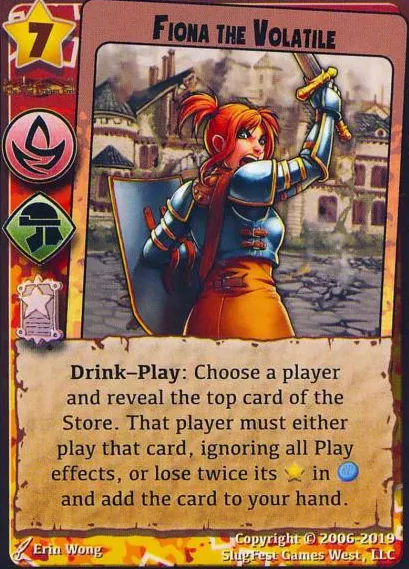 7
FIONA THE VOLATILE
Drink–Play: Choose a player
and reveal the top card of the
Store. That player must either
play that card, ignoring all Play
effects, or lose twice its in
and add the card to your hand.
Erin Wong
Copyright © 2006-2019
SlugFest Games West, LLC